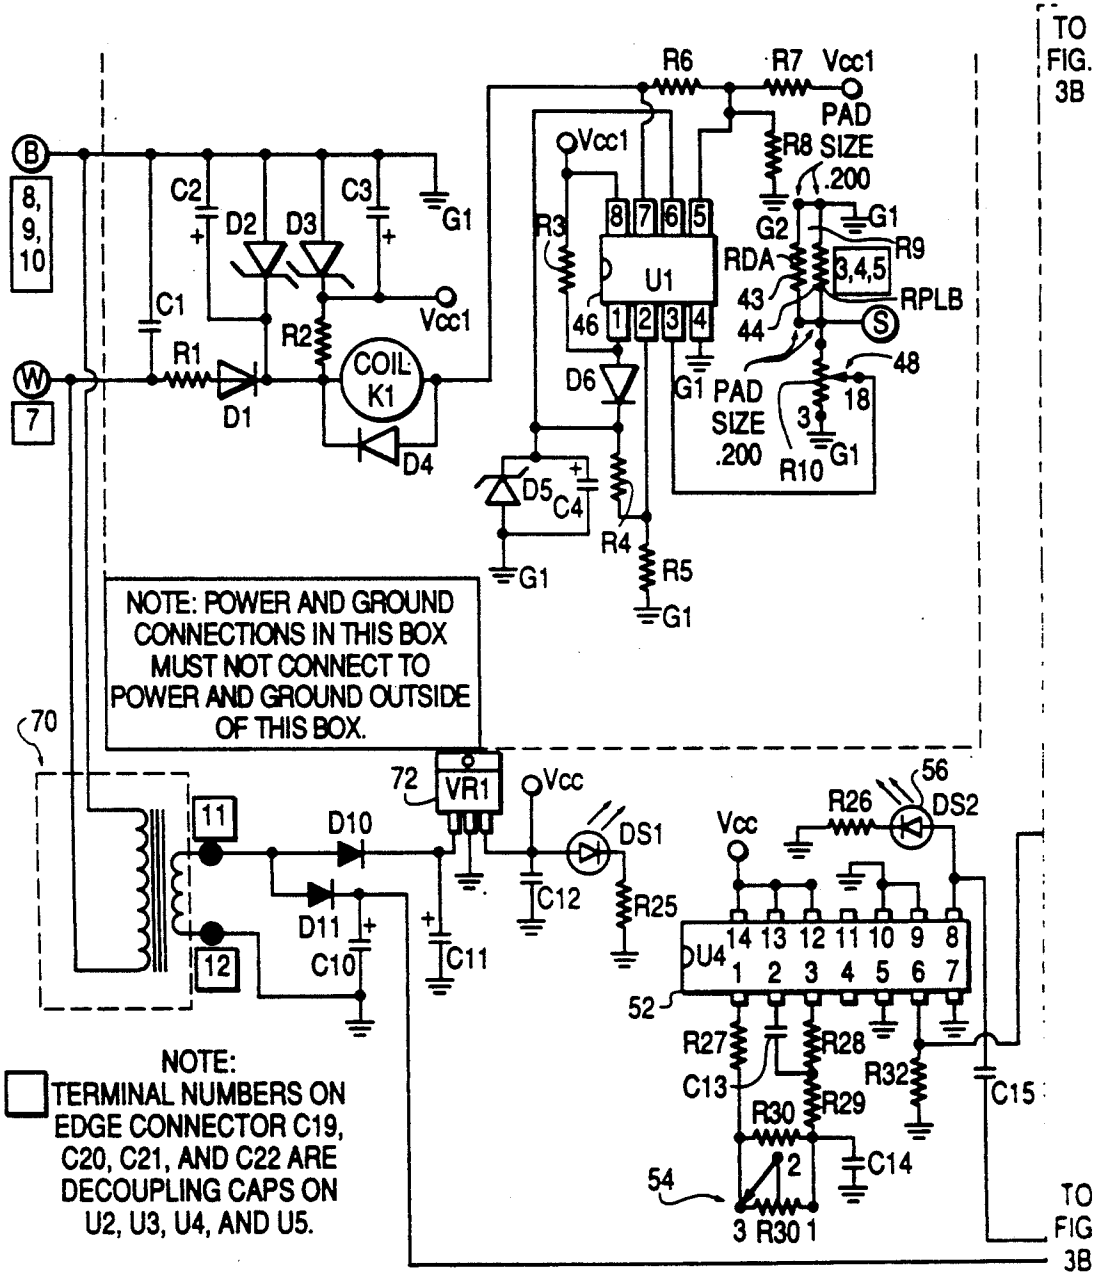 TO
FIG.
3B
R6
R7
Vcc1
PAD
SIZE
.200
R8
B
8,
9,
10
C2
+
D2
D3
C3
+
G1
Vcc1
R3
8 7 6 5
U1
46
1 2 3 4
G2
G1
RDA
R9
43
3,4,5
44
RPLB
S
C1
Vcc1
R2
W
7
R1
D1
COIL
K1
D4
D6
G1
PAD
SIZE
.200
48
18
3
R10
G1
D5
+
C4
R4
G1
R5
G1
NOTE: POWER AND GROUND
CONNECTIONS IN THIS BOX
MUST NOT CONNECT TO
POWER AND GROUND OUTSIDE
OF THIS BOX.
70
72
VR1
Vcc
11
D10
DS1
D11
+
C10
+
C11
C12
R25
12
56
R26
DS2
Vcc
14 13 12 11 10 9 8
U4
1 2 3 4 5 6 7
52
R27
C13
R28
R29
R32
C15
R30
2
C14
54
3 R30 1
NOTE:
TERMINAL NUMBERS ON
EDGE CONNECTOR C19,
C20, C21, AND C22 ARE
DECOUPLING CAPS ON
U2, U3, U4, AND U5.
TO
FIG
3B